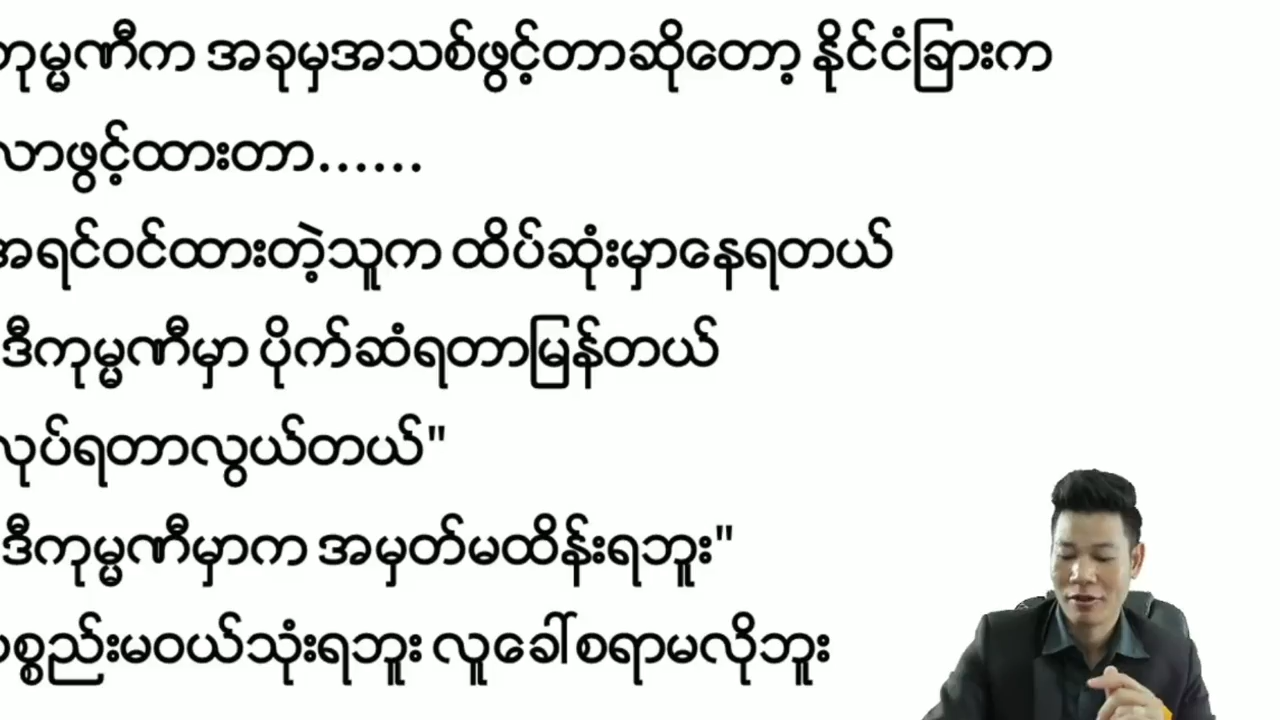 ကုမ္ပဏီက အခုမှအသစ်ဖွင့်တာဆိုတော့ နိုင်ငံခြားက
လာဖွင့်ထားတာ......
အရင်ဝင်ထားတဲ့သူက ထိပ်ဆုံးမှာနေရတယ်
ဒီကုမ္ပဏီမှာ ပိုက်ဆံရတာမြန်တယ်
လုပ်ရတာလွယ်တယ်"
ဒီကုမ္ပဏီမှာက အမှတ်မထိန်းရဘူး"
ပစ္စည်းမဝယ်သုံးရဘူး လူခေါ်စရာမလိုဘူး